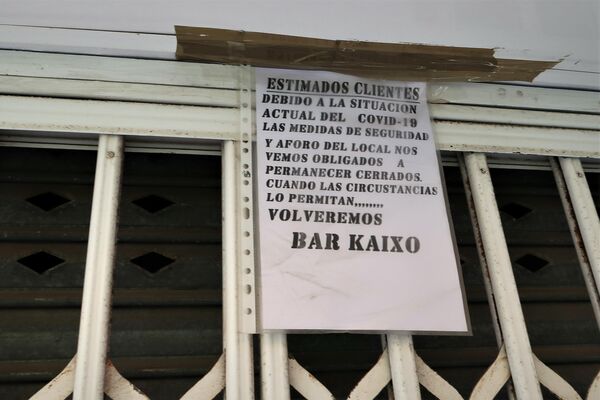 ESTIMADOS CLIENTES
DEBIDO A LA SITUACION
ACTUAL DEL COVID-19
LAS MEDIDAS DE SEGURIDAD
Y AFORO DEL LOCAL NOS
VEMOS OBLIGADOS A
PERMANECER CERRADOS.
CUANDO LAS CIRCUSTANCIAS
LO PERMITAN,,,,,,,,
VOLVEREMOS
BAR KAIXO